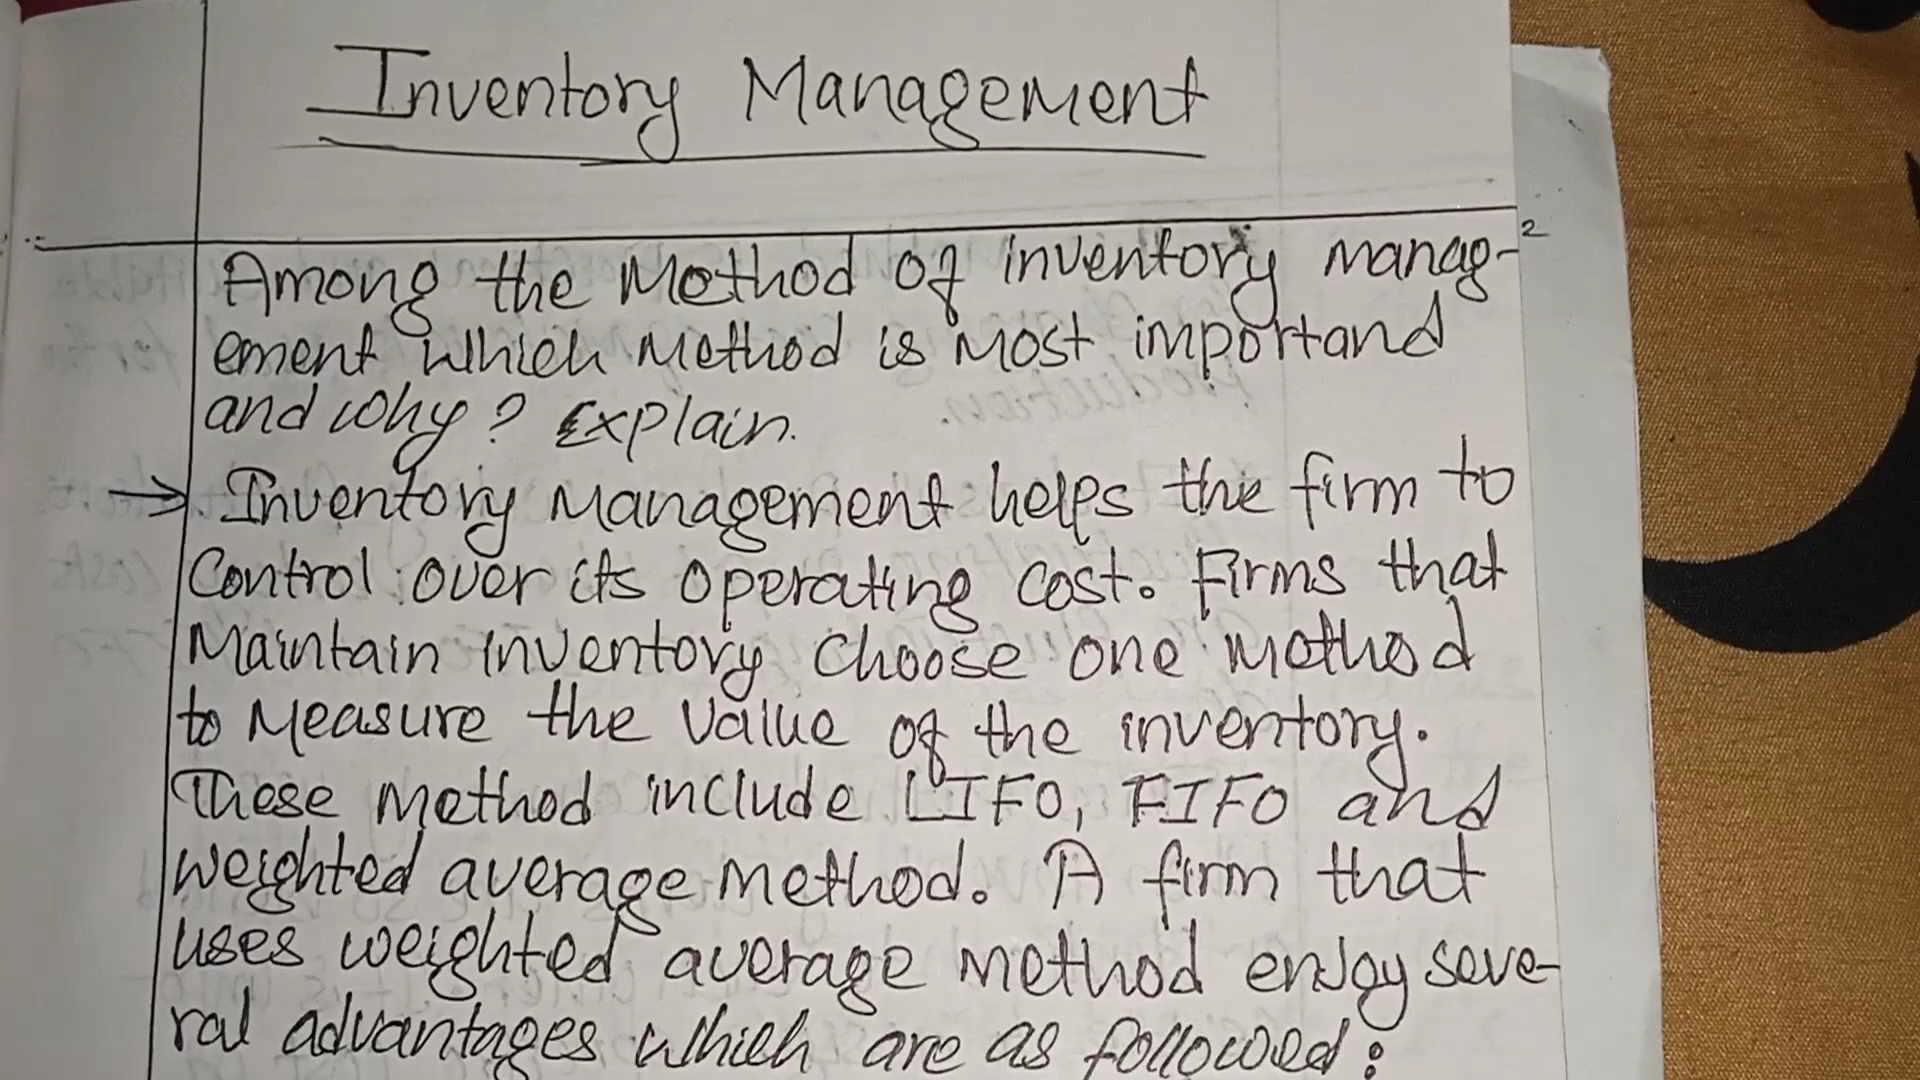 Inventory Management
Among the Method of inventory manag-
ement which Method is Most importand
and why? Explain.
→ Inventory Management helps the firm to
Control over its operating cost. Firms that
Maintain inventory choose one method
to Measure the value of the inventory.
These Method include LIFO, FIFO and
weighted average method. A firm that
uses weighted average method enjoy seve-
ral advantages which are as followed: